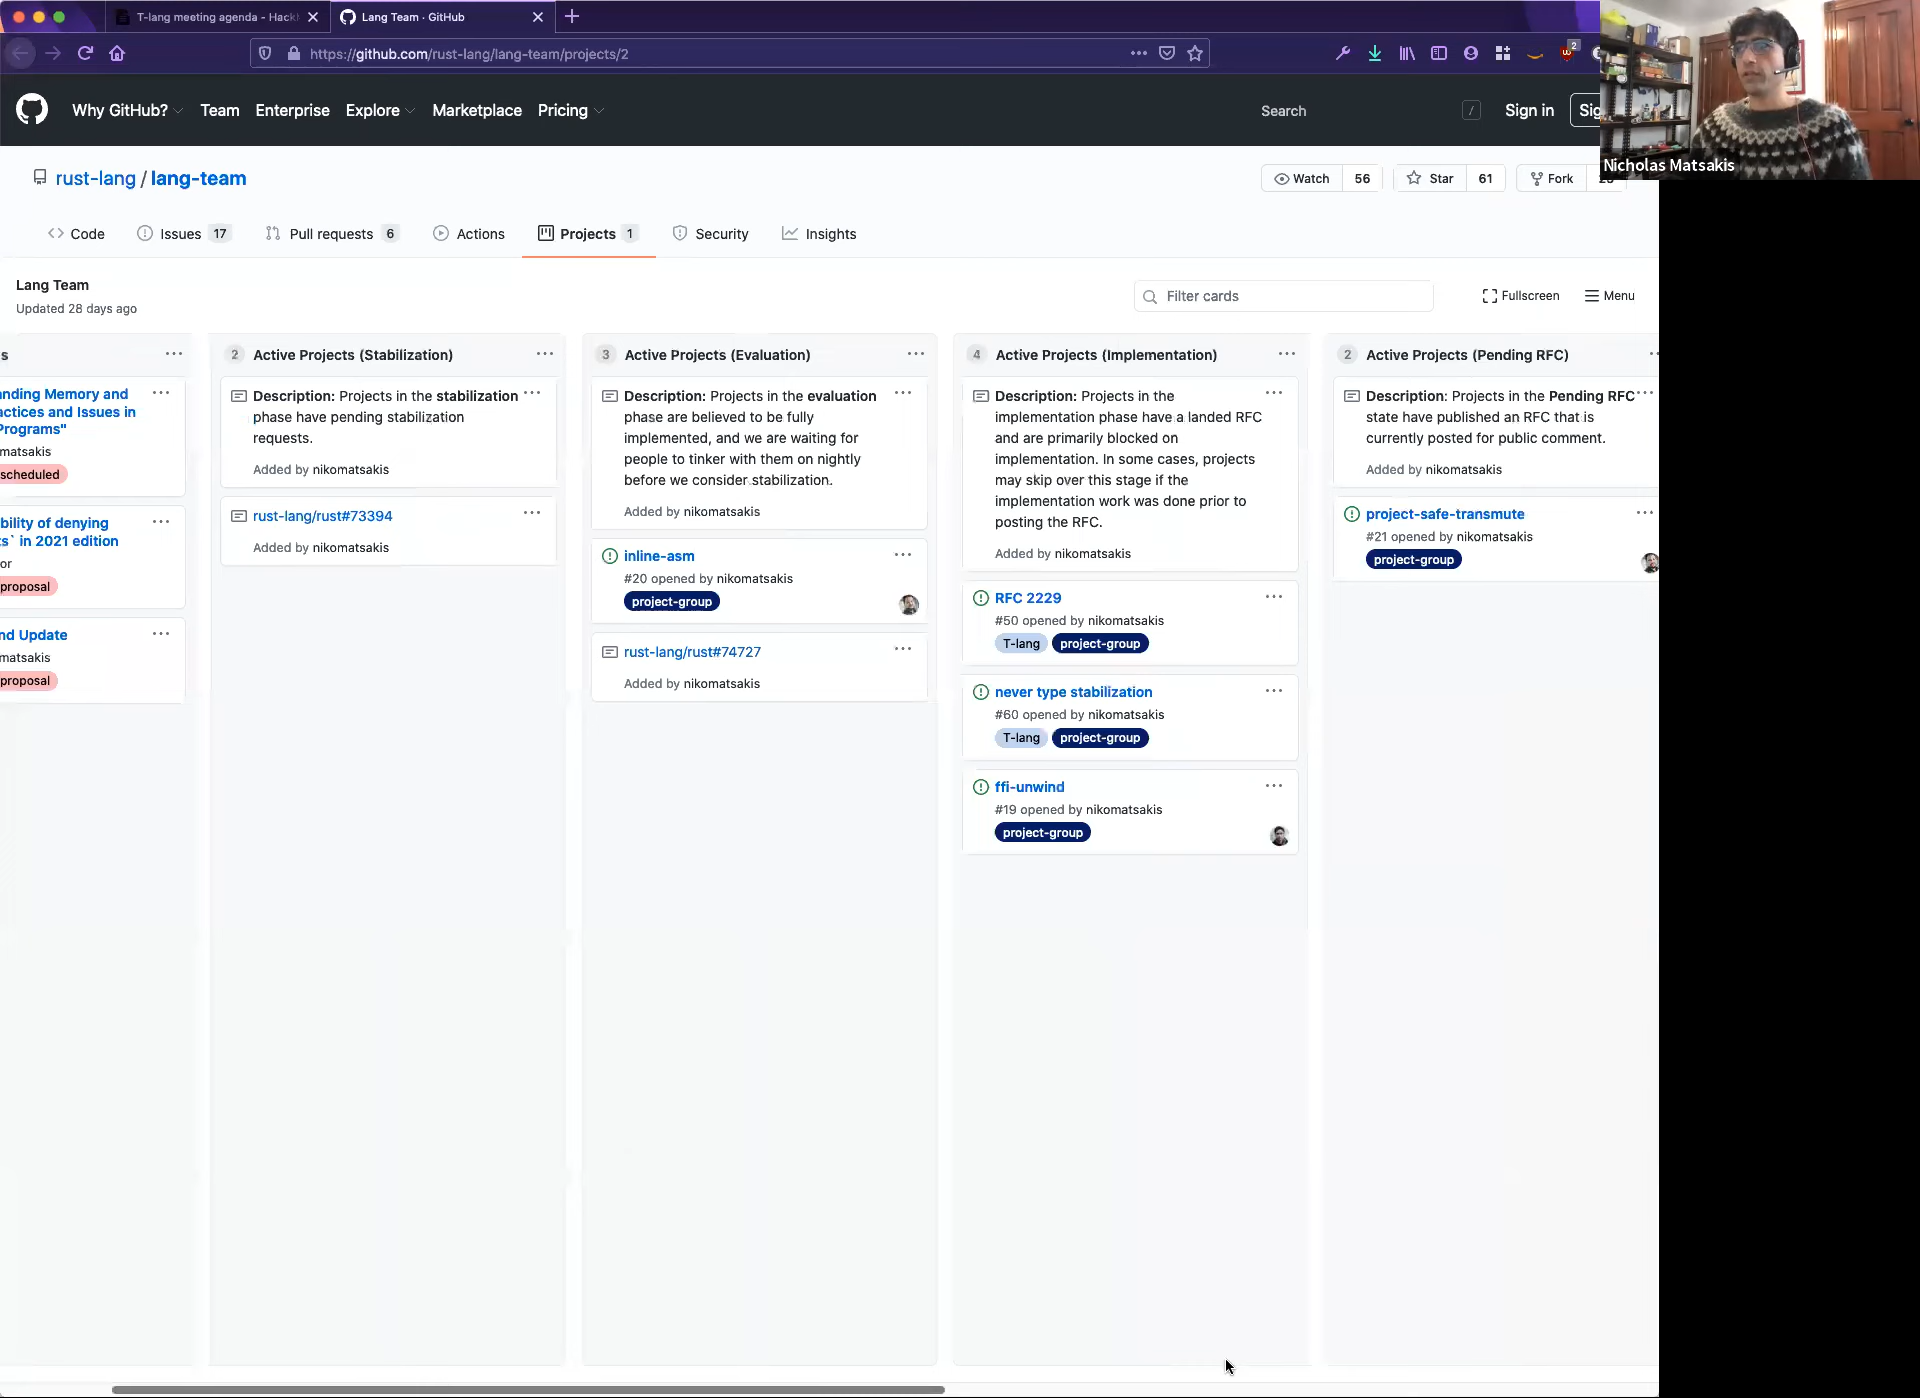 T-lang meeting agenda - Hack
Lang Team · GitHub
https://github.com/rust-lang/lang-team/projects/2
2
Why GitHub?
Team
Enterprise
Explore
Marketplace
Pricing
Search
/
Sign in
Sig
Nicholas Matsakis
rust-lang / lang-team
Watch 56
Star 61
Fork
Code
Issues 17
Pull requests 6
Actions
Projects 1
Security
Insights
Lang Team
Updated 28 days ago
Filter cards
Fullscreen
Menu
s
anding Memory and
actices and Issues in
Programs"
matsakis
scheduled
bility of denying
ts` in 2021 edition
or
proposal
nd Update
matsakis
proposal
2 Active Projects (Stabilization)
Description: Projects in the stabilization
phase have pending stabilization
requests.
Added by nikomatsakis
rust-lang/rust#73394
Added by nikomatsakis
3 Active Projects (Evaluation)
Description: Projects in the evaluation
phase are believed to be fully
implemented, and we are waiting for
people to tinker with them on nightly
before we consider stabilization.
Added by nikomatsakis
inline-asm
#20 opened by nikomatsakis
project-group
rust-lang/rust#74727
Added by nikomatsakis
4 Active Projects (Implementation)
Description: Projects in the
implementation phase have a landed RFC
and are primarily blocked on
implementation. In some cases, projects
may skip over this stage if the
implementation work was done prior to
posting the RFC.
Added by nikomatsakis
RFC 2229
#50 opened by nikomatsakis
T-lang project-group
never type stabilization
#60 opened by nikomatsakis
T-lang project-group
ffi-unwind
#19 opened by nikomatsakis
project-group
2 Active Projects (Pending RFC)
Description: Projects in the Pending RFC
state have published an RFC that is
currently posted for public comment.
Added by nikomatsakis
project-safe-transmute
#21 opened by nikomatsakis
project-group